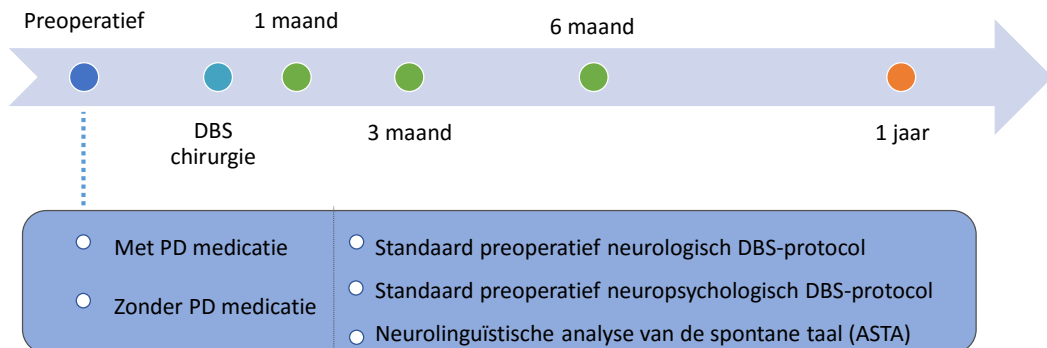 Preoperatief
1 maand
6 maand
DBS
chirurgie
3 maand
1 jaar
Met PD medicatie
Zonder PD medicatie
Standaard preoperatief neurologisch DBS-protocol
Standaard preoperatief neuropsychologisch DBS-protocol
Neurolinguïstische analyse van de spontane taal (ASTA)